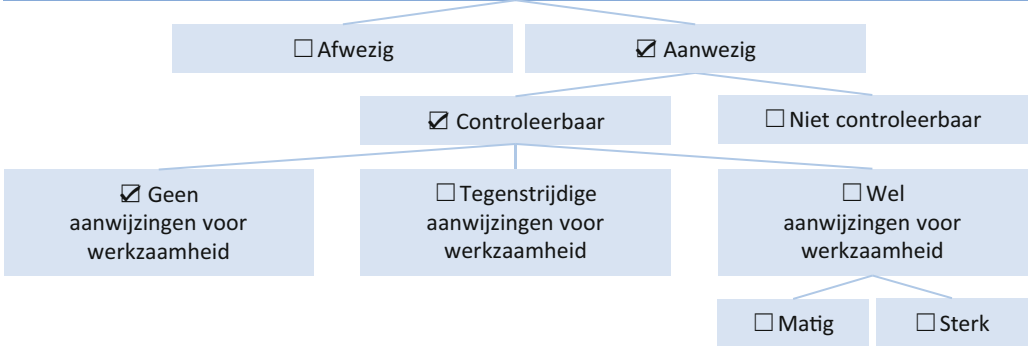 ☐ Afwezig
☑ Aanwezig
☑ Controleerbaar
☐ Niet controleerbaar
☑ Geen
aanwijzingen voor
werkzaamheid
☐ Tegenstrijdige
aanwijzingen voor
werkzaamheid
☐ Wel
aanwijzingen voor
werkzaamheid
☐ Matig
☐ Sterk